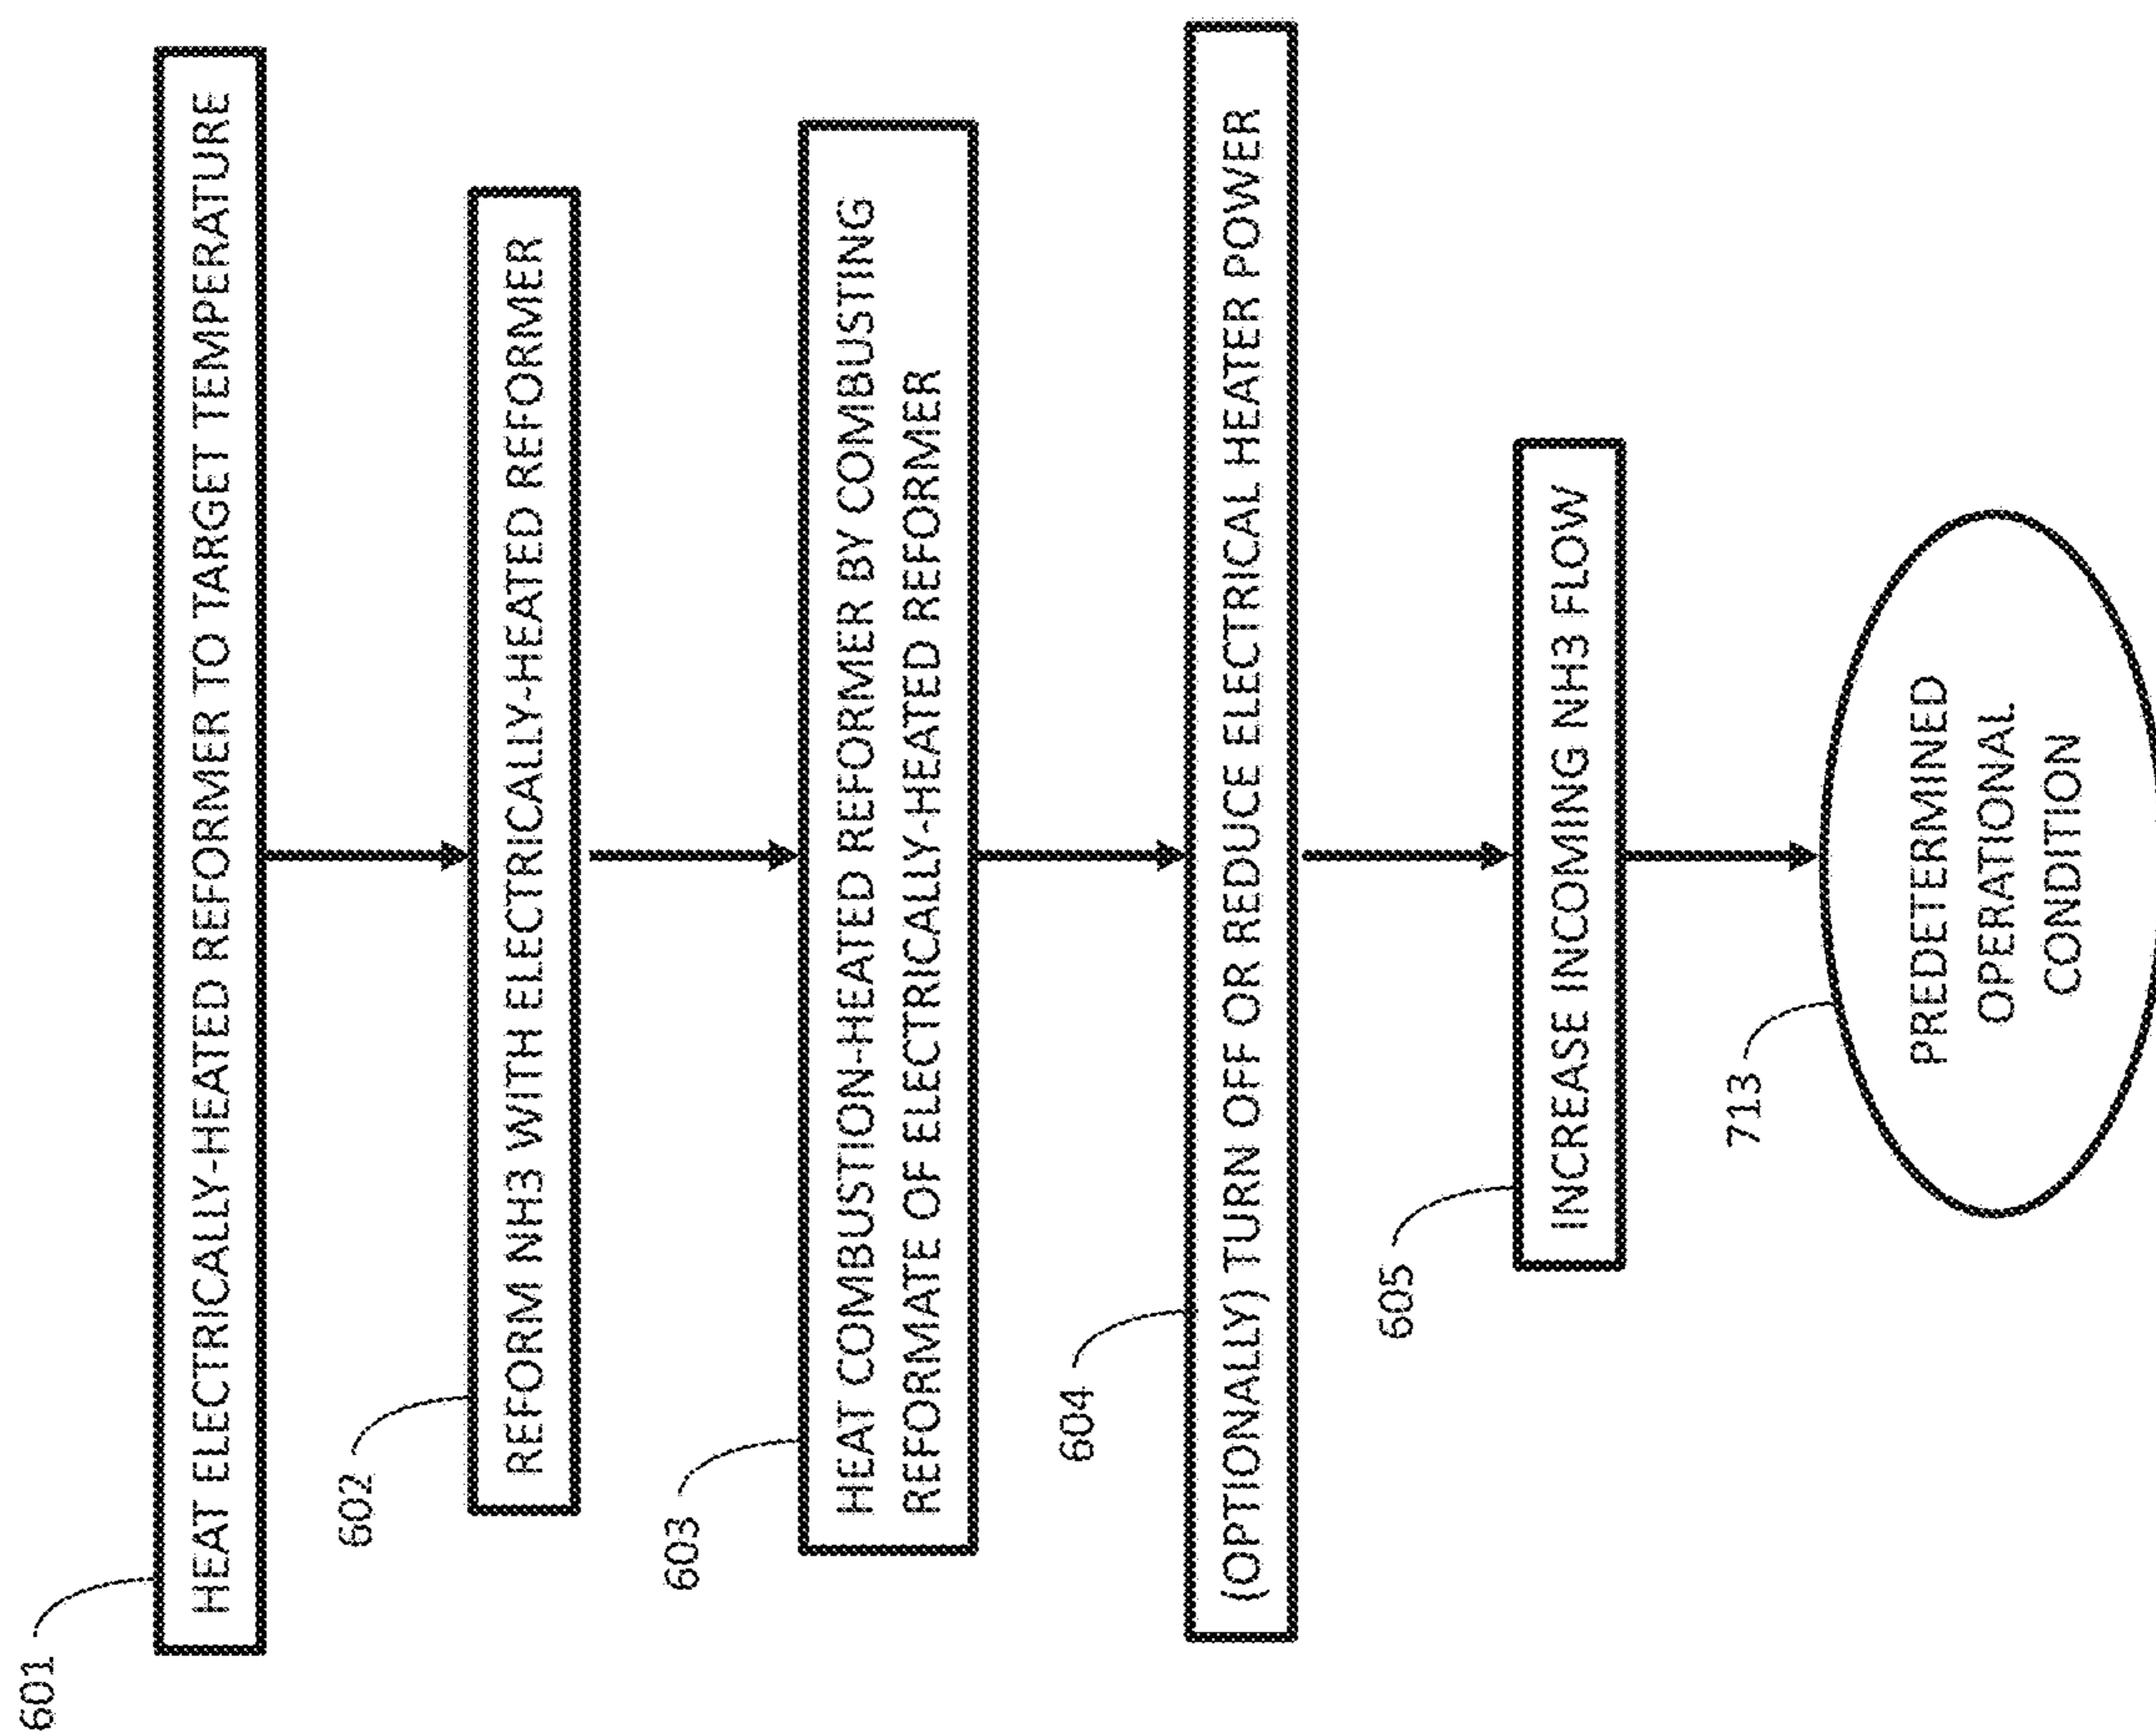 601
HEAT ELECTRICALLY-HEATED REFORMER TO TARGET TEMPERATURE
602
REFORM NH3 WITH ELECTRICALLY-HEATED REFORMER
603
HEAT COMBUSTION-HEATED REFORMER BY COMBUSTING
REFORMATE OF ELECTRICALLY-HEATED REFORMER
604
(OPTIONALLY) TURN OFF OR REDUCE ELECTRICAL HEATER POWER
605
INCREASE INCOMING NH3 FLOW
713
PREDETERMINED
OPERATIONAL
CONDITION